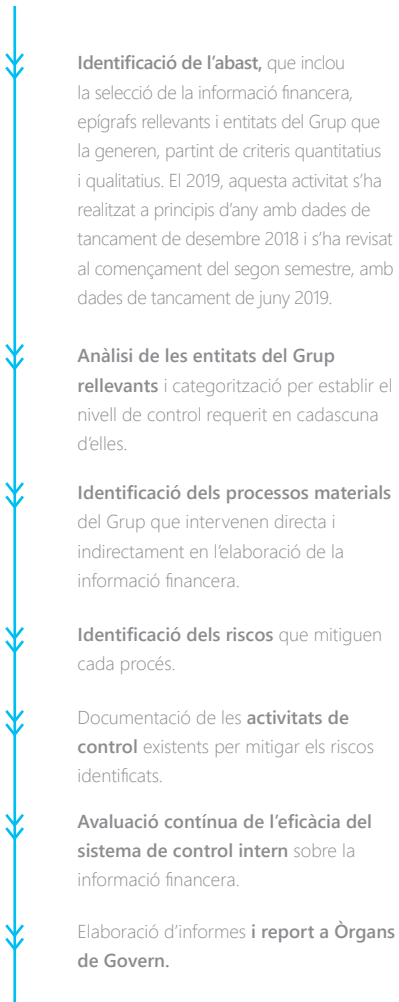 Identificació de l’abast, que inclou
la selecció de la informació financera,
epígrafs rellevants i entitats del Grup que
la generen, partint de criteris quantitatius
i qualitatius. El 2019, aquesta activitat s’ha
realitzat a principis d’any amb dades de
tancament de desembre 2018 i s’ha revisat
al començament del segon semestre, amb
dades de tancament de juny 2019.
Anàlisi de les entitats del Grup
rellevants i categorització per establir el
nivell de control requerit en cadascuna
d’elles.
Identificació dels processos materials
del Grup que intervenen directa i
indirectament en l’elaboració de la
informació financera.
Identificació dels riscos que mitiguen
cada procés.
Documentació de les activitats de
control existents per mitigar els riscos
identificats.
Avaluació contínua de l’eficàcia del
sistema de control intern sobre la
informació financera.
Elaboració d’informes i report a Òrgans
de Govern.